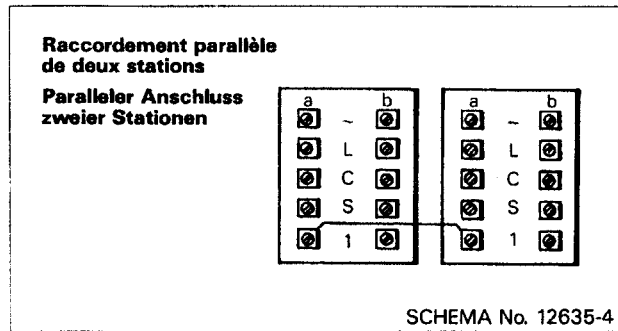 Raccordement parallèle
de deux stations
Paralleler Anschluss
zweier Stationen
a b a b
~ ~
L L
C C
S S
1 1
SCHEMA No. 12635-4